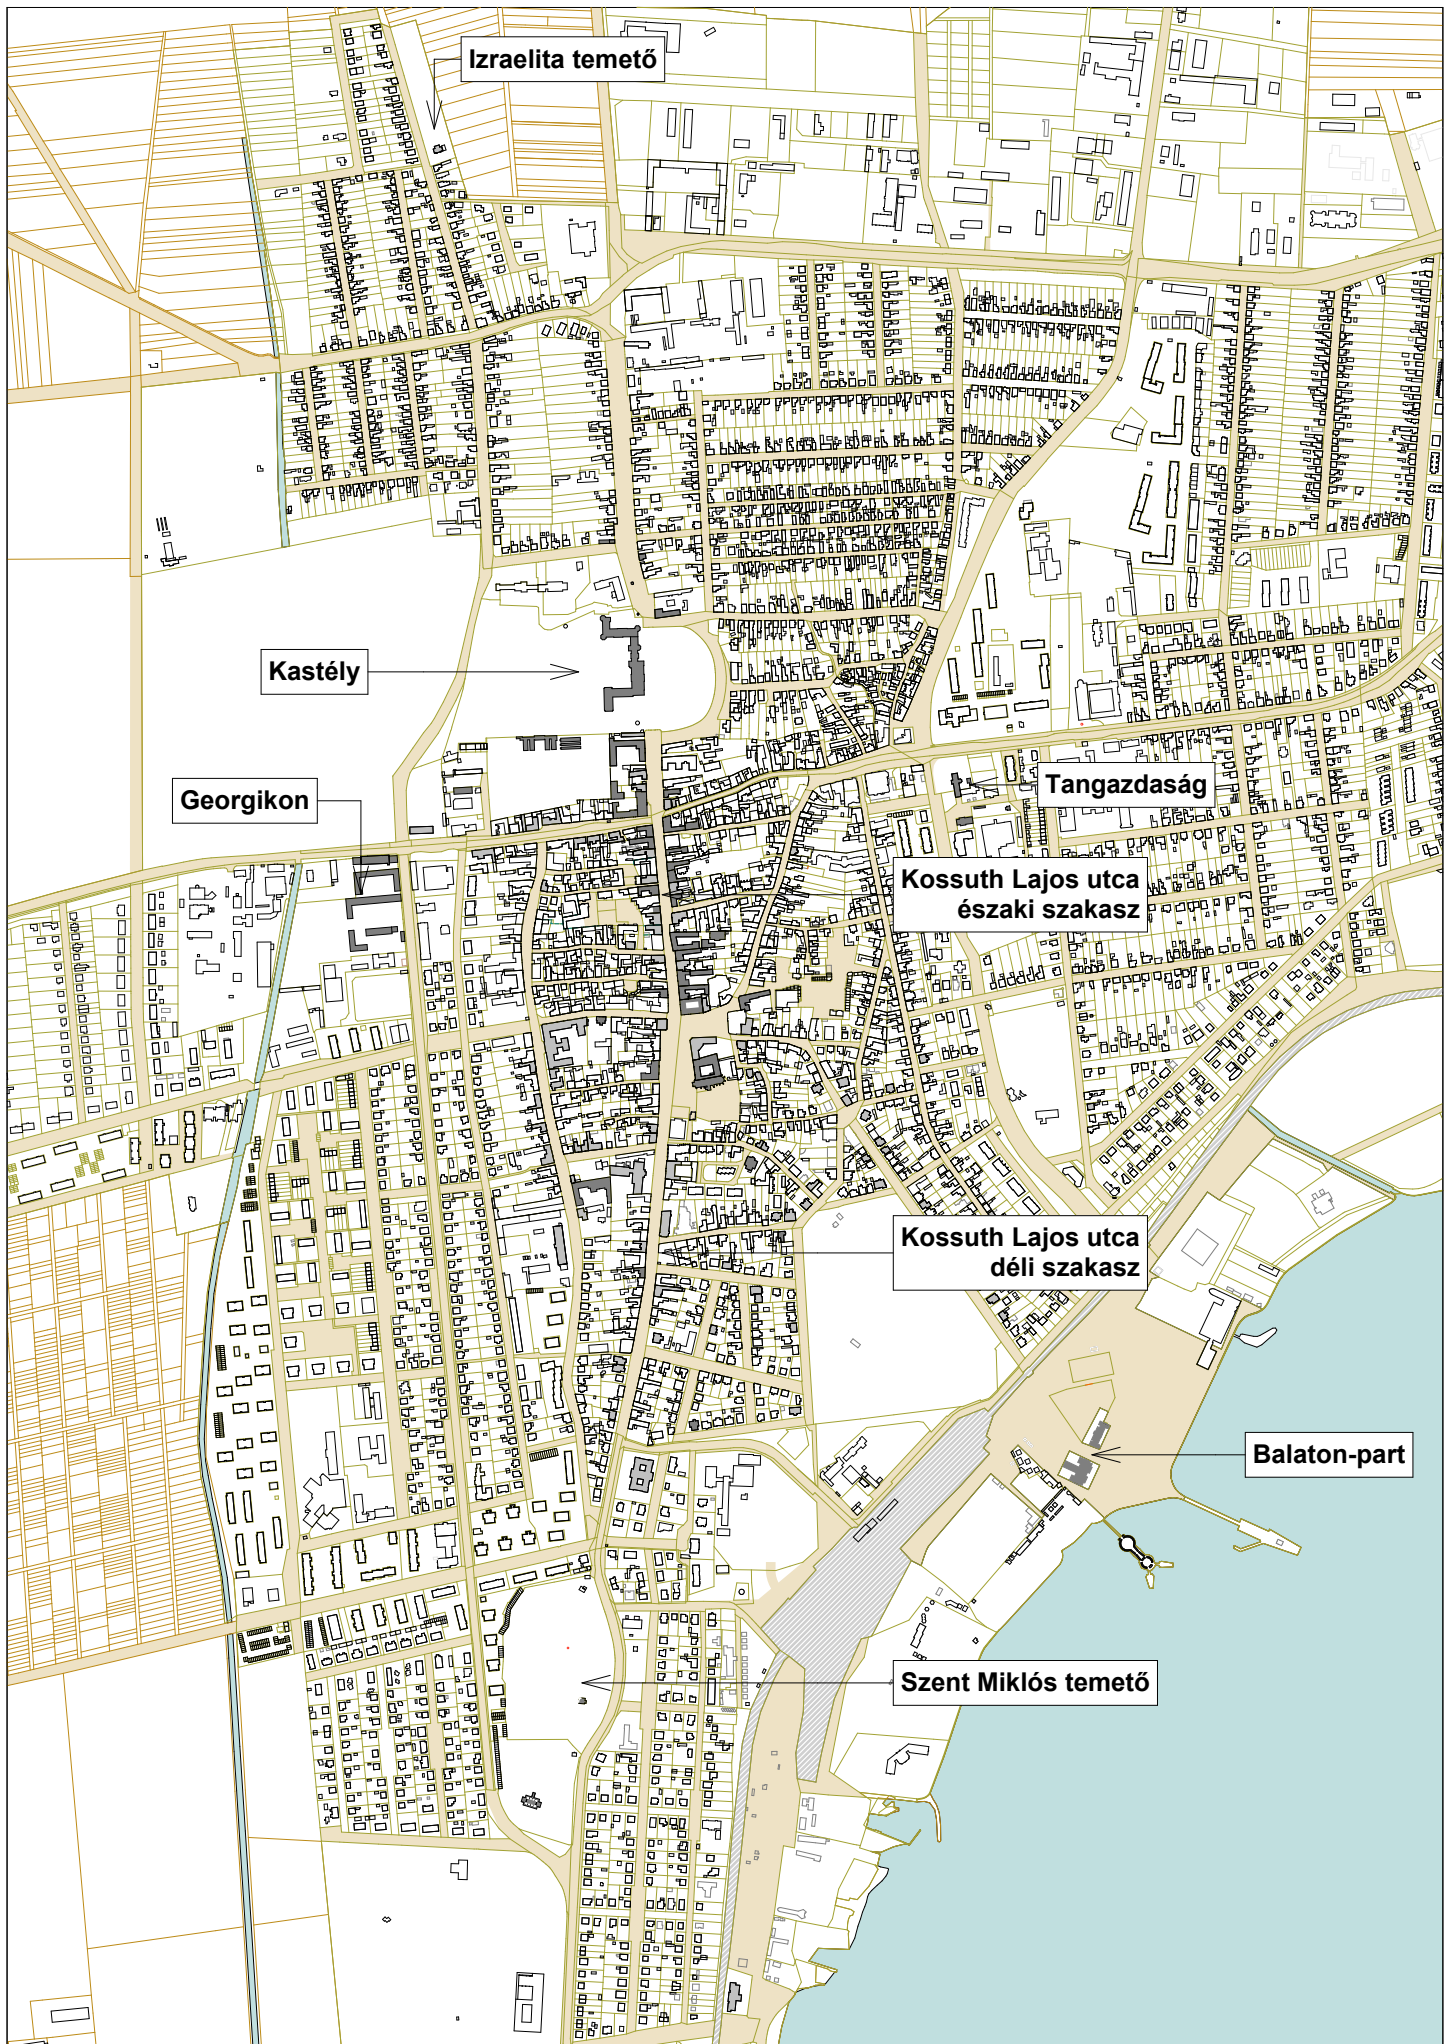 Izraelita temető
Kastély
Georgikon
Tangazdaság
Kossuth Lajos utca
északi szakasz
Kossuth Lajos utca
déli szakasz
Balaton-part
Szent Miklós temető